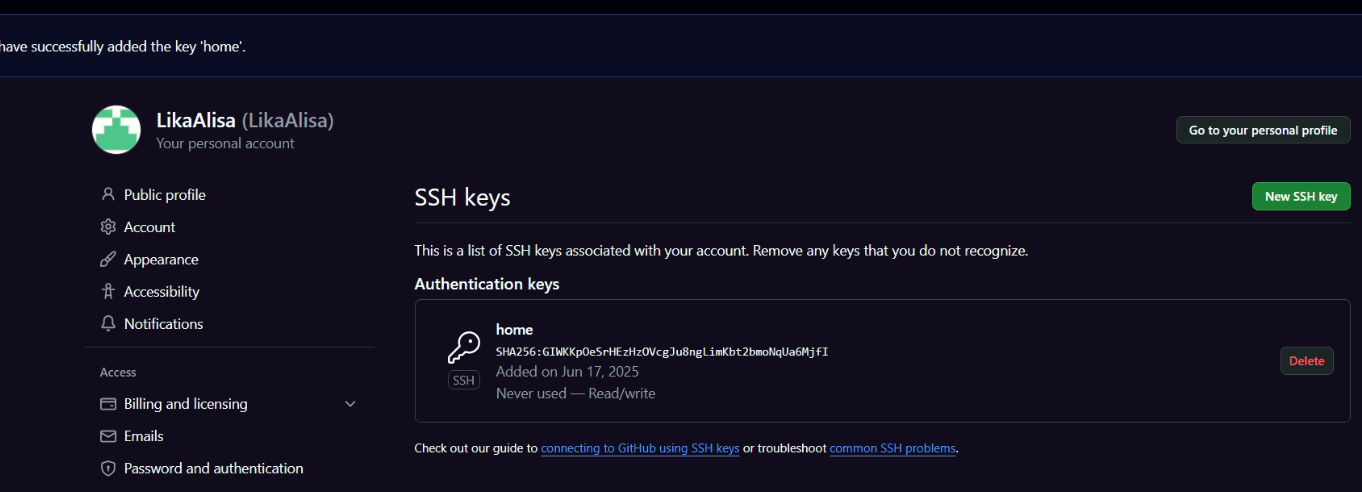 have successfully added the key 'home'.
LikaAlisa (LikaAlisa)
Your personal account
Go to your personal profile
Public profile
Account
Appearance
Accessibility
Notifications
Access
Billing and licensing
Emails
Password and authentication
SSH keys
New SSH key
This is a list of SSH keys associated with your account. Remove any keys that you do not recognize.
Authentication keys
home
SHA256:GIWKKpOeSrHEzHzOVcgJu8ngLimKbt2bmoNqUa6MjfI
SSH
Added on Jun 17, 2025
Never used — Read/write
Delete
Check out our guide to connecting to GitHub using SSH keys or troubleshoot common SSH problems.